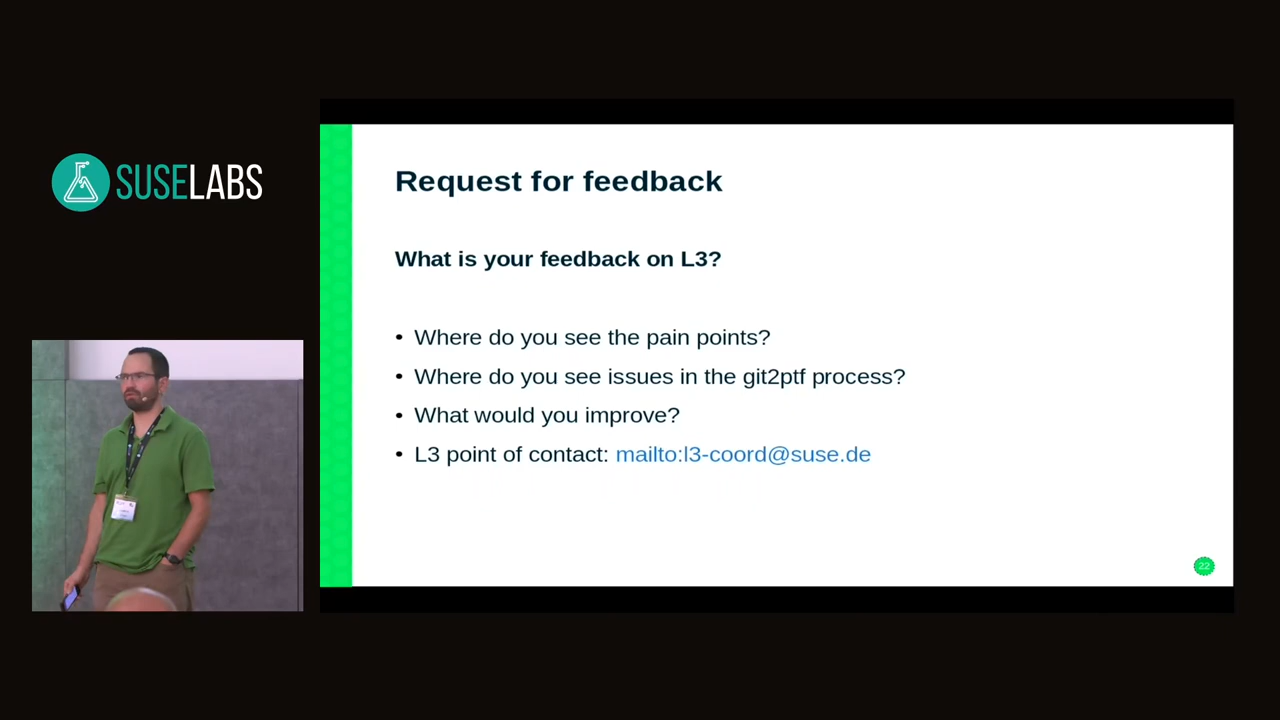 SUSELABS
Request for feedback
What is your feedback on L3?
• Where do you see the pain points?
• Where do you see issues in the git2ptf process?
• What would you improve?
• L3 point of contact: mailto:l3-coord@suse.de
22